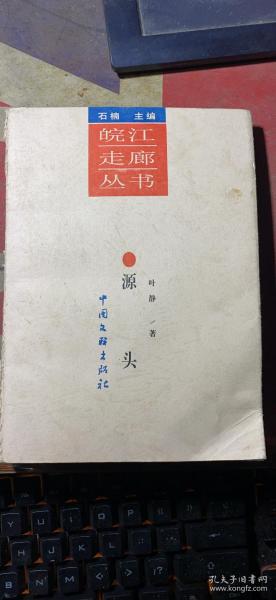 石楠 主编
皖江
走廊
丛书
源头
叶静/著
中国文联出版社
孔夫子旧书网